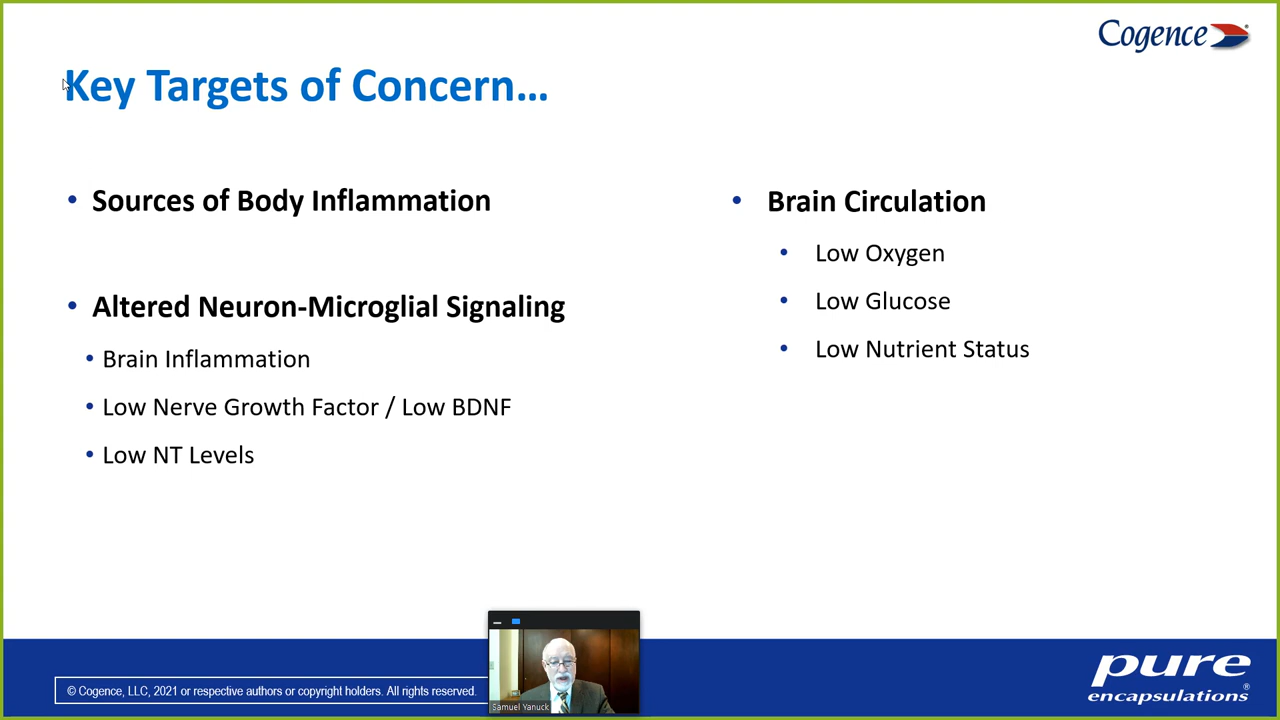 Cogence
Key Targets of Concern…
• Sources of Body Inflammation
• Altered Neuron-Microglial Signaling
• Brain Inflammation
• Low Nerve Growth Factor / Low BDNF
• Low NT Levels
• Brain Circulation
• Low Oxygen
• Low Glucose
• Low Nutrient Status
© Cogence, LLC, 2021 or respective authors or copyright holders. All rights reserved.
Samuel Yanuck
pure
encapsulations®